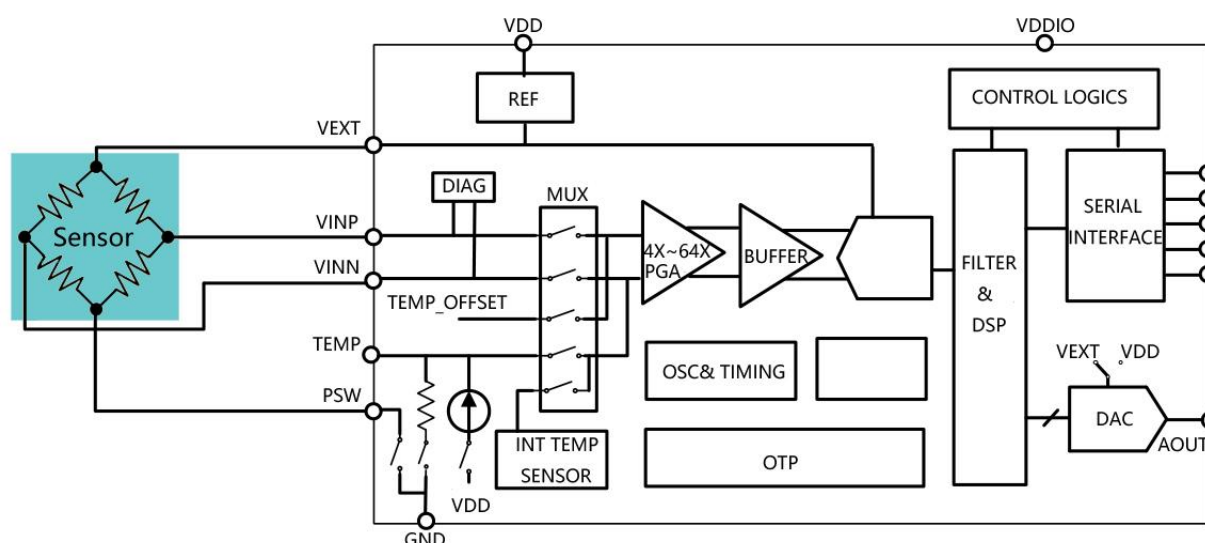 VDD
VDDIO
REF
CONTROL LOGICS
VEXT
DIAG
MUX
VINP
Sensor
4X~64X
PGA
BUFFER
SERIAL
INTERFACE
VINN
FILTER
&
DSP
TEMP_OFFSET
TEMP
OSC& TIMING
VEXT
VDD
PSW
DAC
INT TEMP
SENSOR
OTP
AOUT
VDD
GND